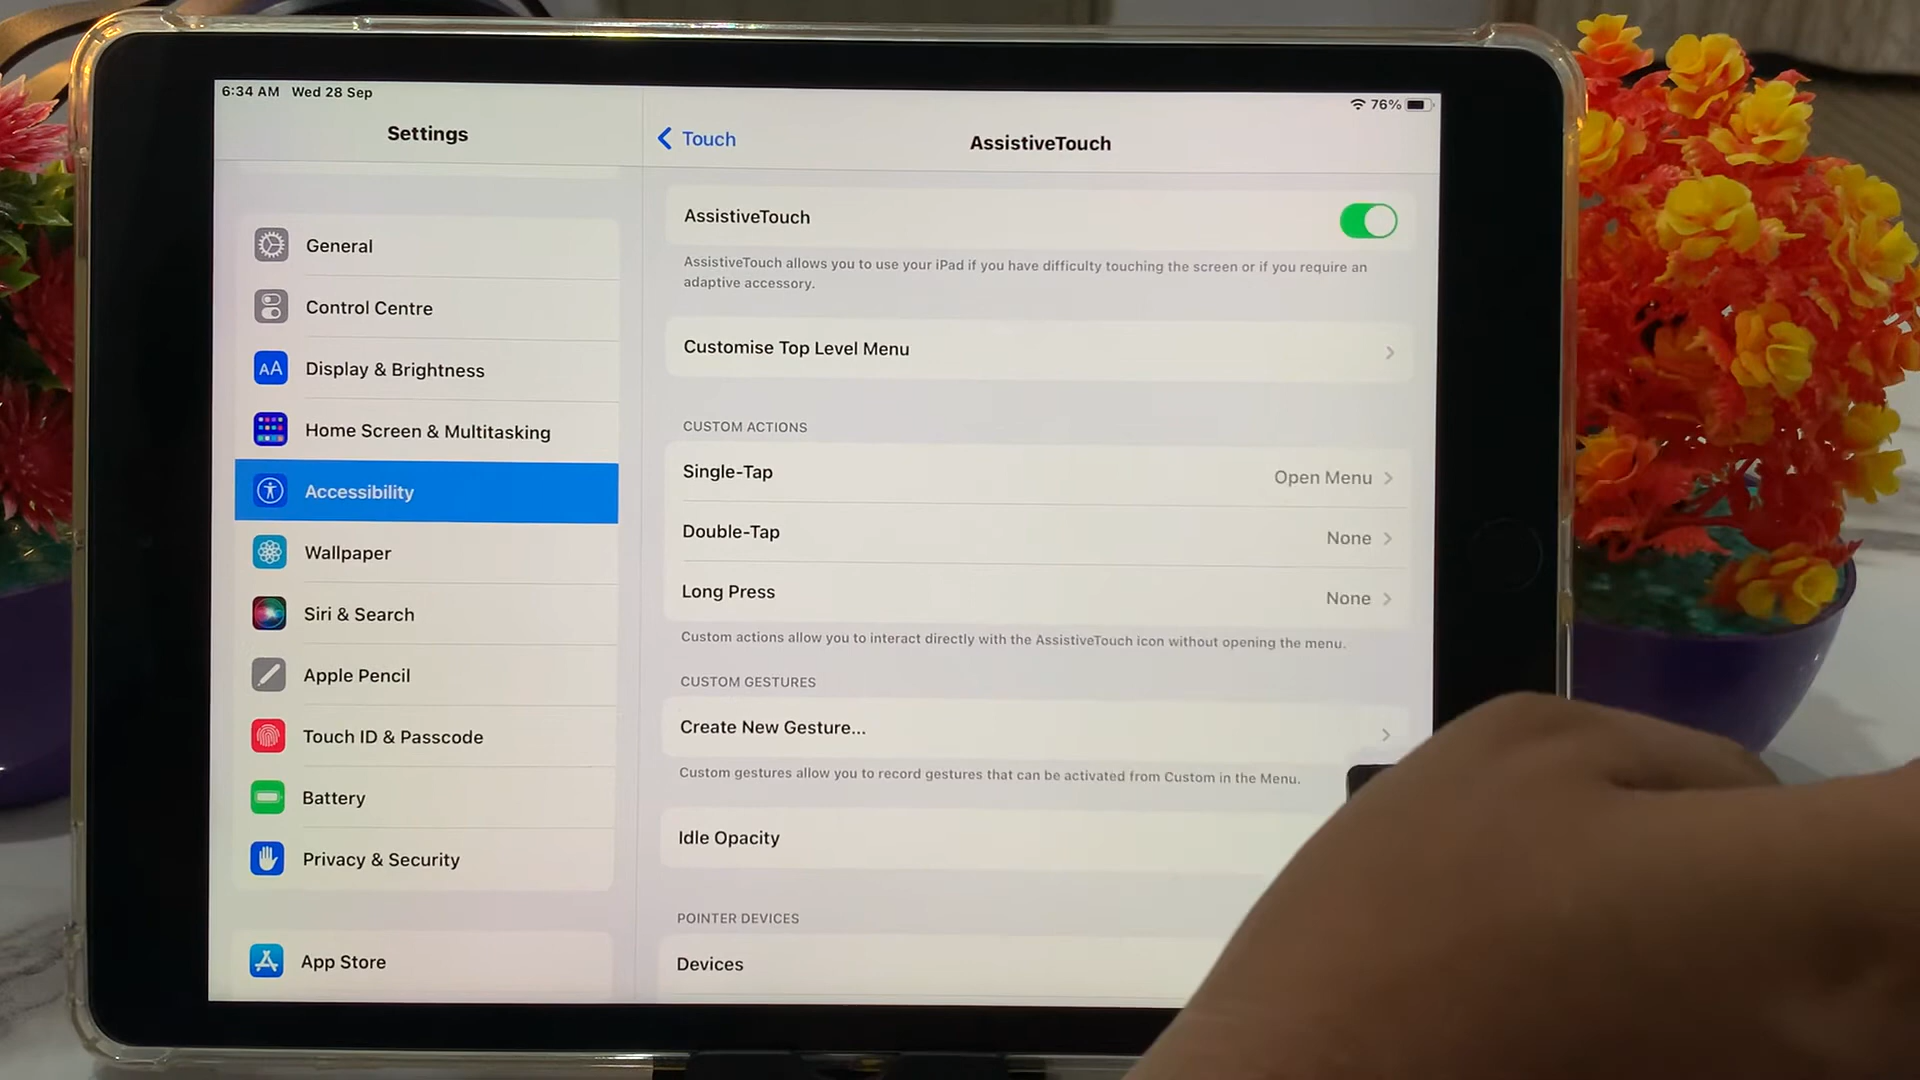 6:34 AM Wed 28 Sep
76%
Settings
Touch
AssistiveTouch
General
Control Centre
AA
Display & Brightness
Home Screen & Multitasking
Accessibility
Wallpaper
Siri & Search
Apple Pencil
Touch ID & Passcode
Battery
Privacy & Security
App Store
AssistiveTouch
AssistiveTouch allows you to use your iPad if you have difficulty touching the screen or if you require an
adaptive accessory.
Customise Top Level Menu
CUSTOM ACTIONS
Single-Tap Open Menu
Double-Tap None
Long Press None
Custom actions allow you to interact directly with the AssistiveTouch icon without opening the menu.
CUSTOM GESTURES
Create New Gesture...
Custom gestures allow you to record gestures that can be activated from Custom in the Menu.
Idle Opacity
POINTER DEVICES
Devices